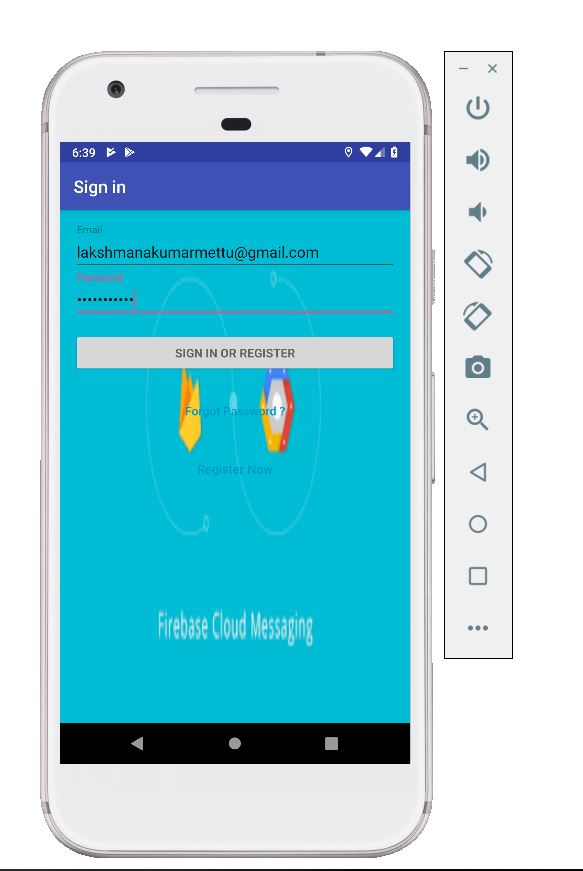 6:39
Sign in
Email
lakshmanakumarmettu@gmail.com
Password
•••••••••••
SIGN IN OR REGISTER
Forgot Password ?
Register Now
Firebase Cloud Messaging